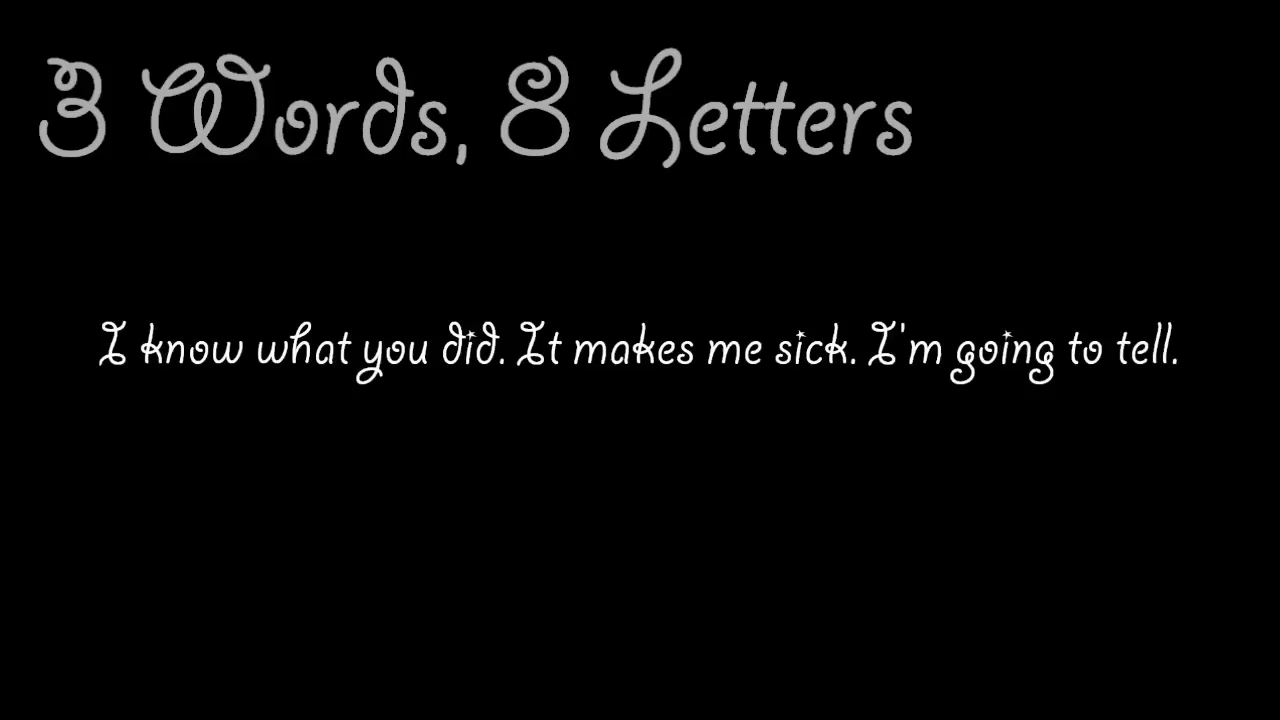 3 Words, 8 Letters
I know what you did. It makes me sick. I'm going to tell.